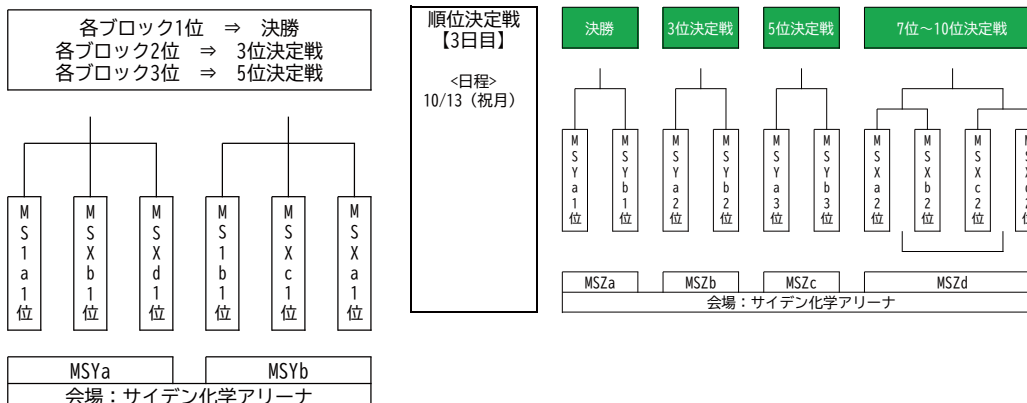 各ブロック1位 ⇒ 決勝
各ブロック2位 ⇒ 3位決定戦
各ブロック3位 ⇒ 5位決定戦
MS1a1位
MSXb1位
MSXd1位
MS1b1位
MSXc1位
MSXa1位
MSYa
MSYb
会場：サイデン化学アリーナ
順位決定戦
【3日目】
<日程>
10/13（祝月）
決勝
3位決定戦
5位決定戦
7位～10位決定戦
MSYa1位
MSYb1位
MSYa2位
MSYb2位
MSYa3位
MSYb3位
MSXa2位
MSXb2位
MSXc2位
MSZa
MSZb
MSZc
MSZd
会場：サイデン化学アリーナ